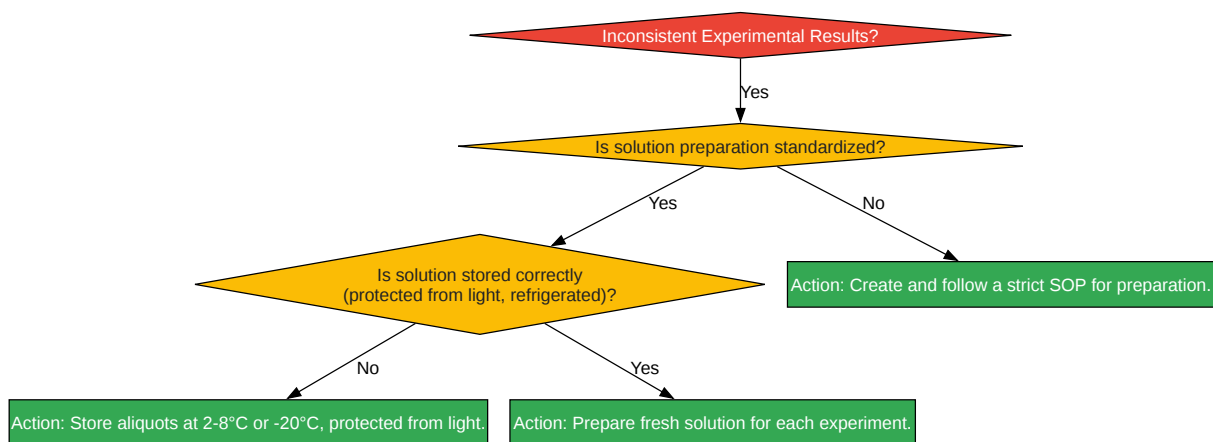 Inconsistent Experimental Results?
Yes
Is solution preparation standardized?
Yes
No
Is solution stored correctly
(protected from light, refrigerated)?
Action: Create and follow a strict SOP for preparation.
No
Yes
Action: Store aliquots at 2-8°C or -20°C, protected from light.
Action: Prepare fresh solution for each experiment.